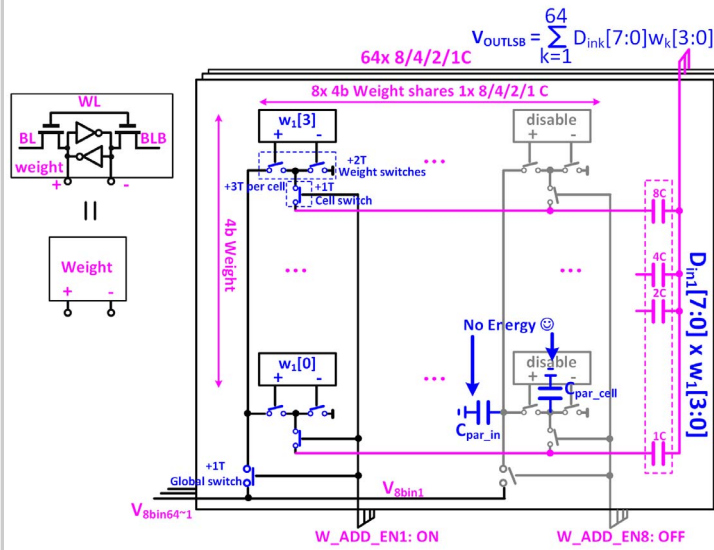 V_OUTLSB = ∑ D_ink[7:0]w_k[3:0]
64
k=1
64x 8/4/2/1C
8x 4b Weight shares 1x 8/4/2/1 C
WL
BL
BLB
weight
+ -
Weight
+ -
w₁[3]
+ -
disable
+ -
+2T
Weight switches
...
+3T per cell
+1T
Cell switch
8C
4b Weight
...
...
4C
2C
D_in1[7:0] x w₁[3:0]
No Energy ☺
w₁[0]
+ -
...
disable
+
C_par_cell
C_par_in
1C
+1T
Global switch
V_8bin1
V_8bin64~1
W_ADD_EN1: ON
W_ADD_EN8: OFF